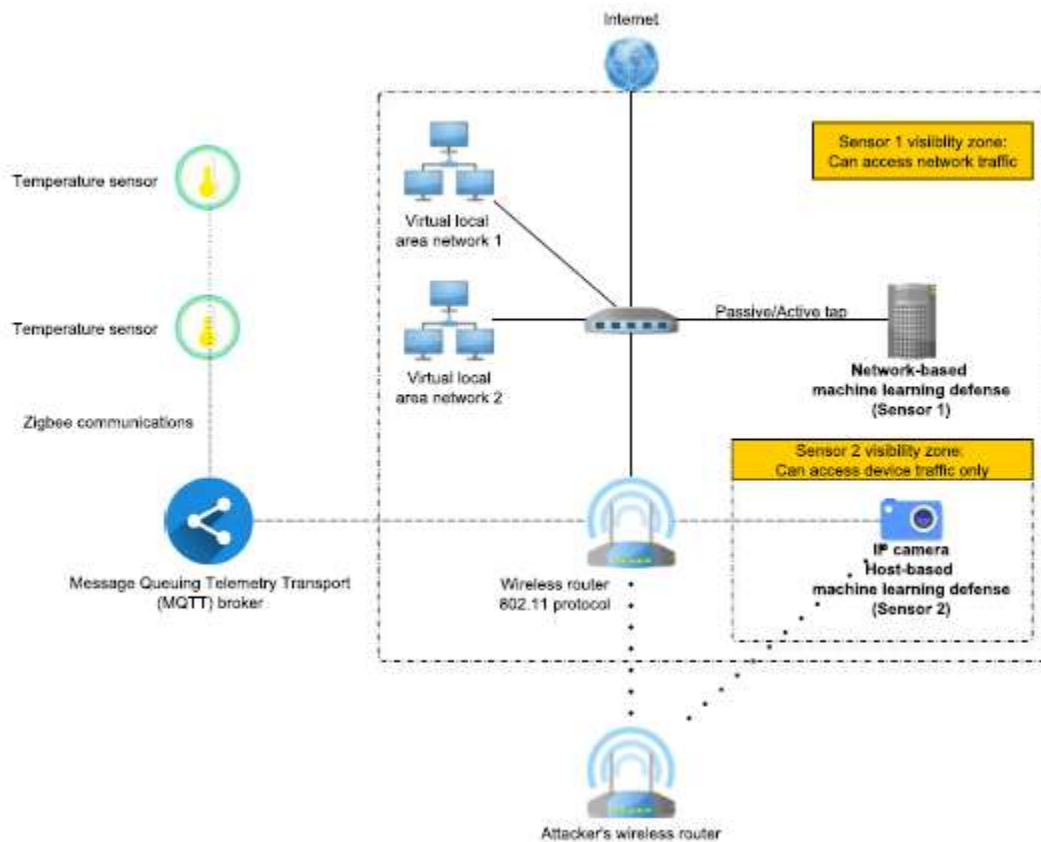 Internet
Sensor 1 visiiblity zone:
Can access network traffic
Temperature sensor
Virtual local
area network 1
Passive/Active tap
Temperature sensor
Virtual local
area network 2
Network-based
machine learning defense
(Sensor 1)
Zigbee communications
Sensor 2 visibility zone:
Can access device traffic only
Message Queuing Telemetry Transport
(MQTT) broker
Wireless router
802.11 protocol
IP camera
Host-based
machine learning defense
(Sensor 2)
Attacker's wireless router